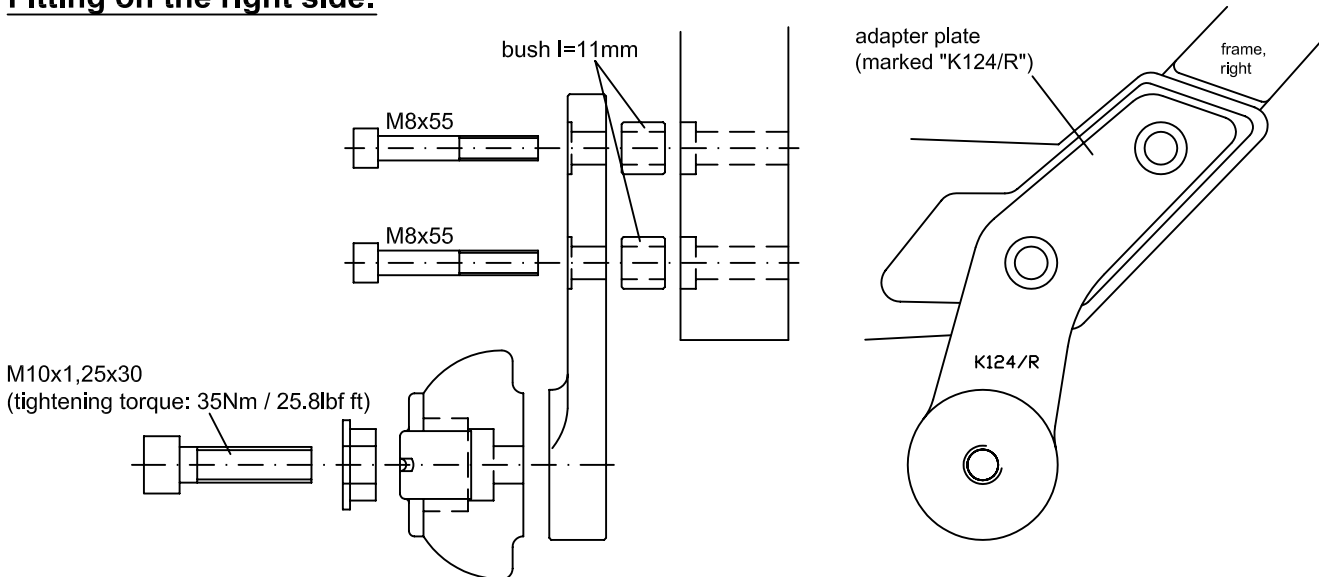 Fitting on the right side:
bush l=11mm
adapter plate
(marked "K124/R")
frame,
right
M8x55
M8x55
K124/R
M10x1,25x30
(tightening torque: 35Nm / 25.8lbf ft)